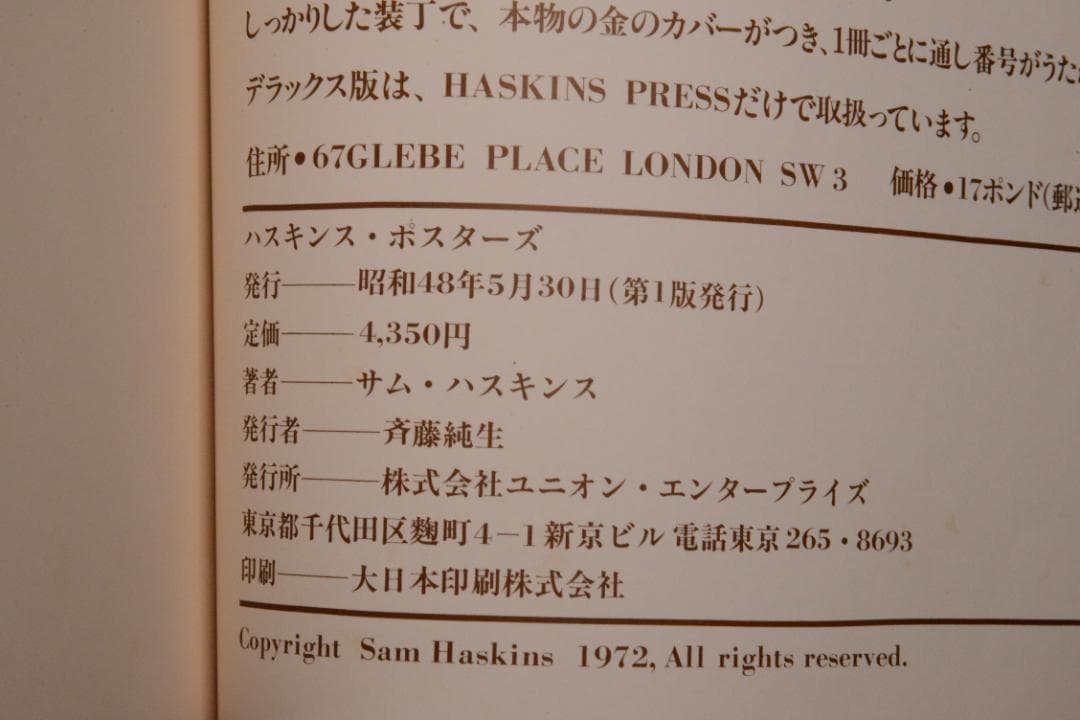 しっかりした装丁で、本物の金のカバーがつき、1冊ごとに通し番号がうた
デラックス版は、HASKINS PRESSだけで取扱っています。
住所・67GLEBE PLACE LONDON SW3 価格・17ポンド(郵送
ハスキンス・ポスターズ
発行――昭和48年5月30日(第1版発行)
定価――4,350円
著者――サム・ハスキンス
発行者――斉藤純生
発行所――株式会社ユニオン・エンタープライズ
東京都千代田区麴町4－1新京ビル 電話東京265・8693
印刷――大日本印刷株式会社
Copyright Sam Haskins 1972, All rights reserved.